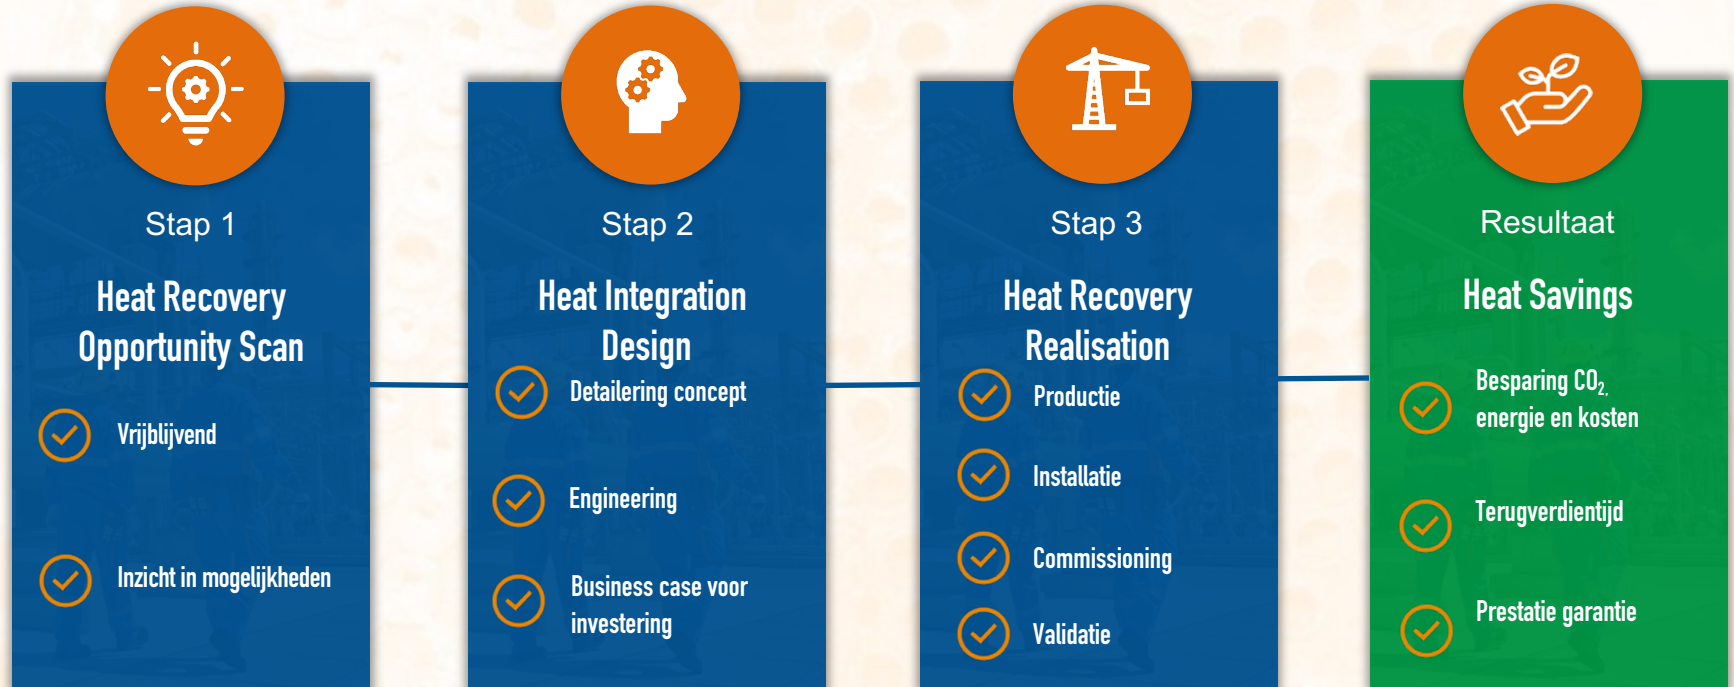 Stap 1
Heat Recovery
Opportunity Scan
Vrijblijvend
Inzicht in mogelijkheden
Stap 2
Heat Integration
Design
Detailering concept
Engineering
Business case voor
investering
Stap 3
Heat Recovery
Realisation
Productie
Installatie
Commissioning
Validatie
Resultaat
Heat Savings
Besparing CO₂,
energie en kosten
Terugverdientijd
Prestatie garantie